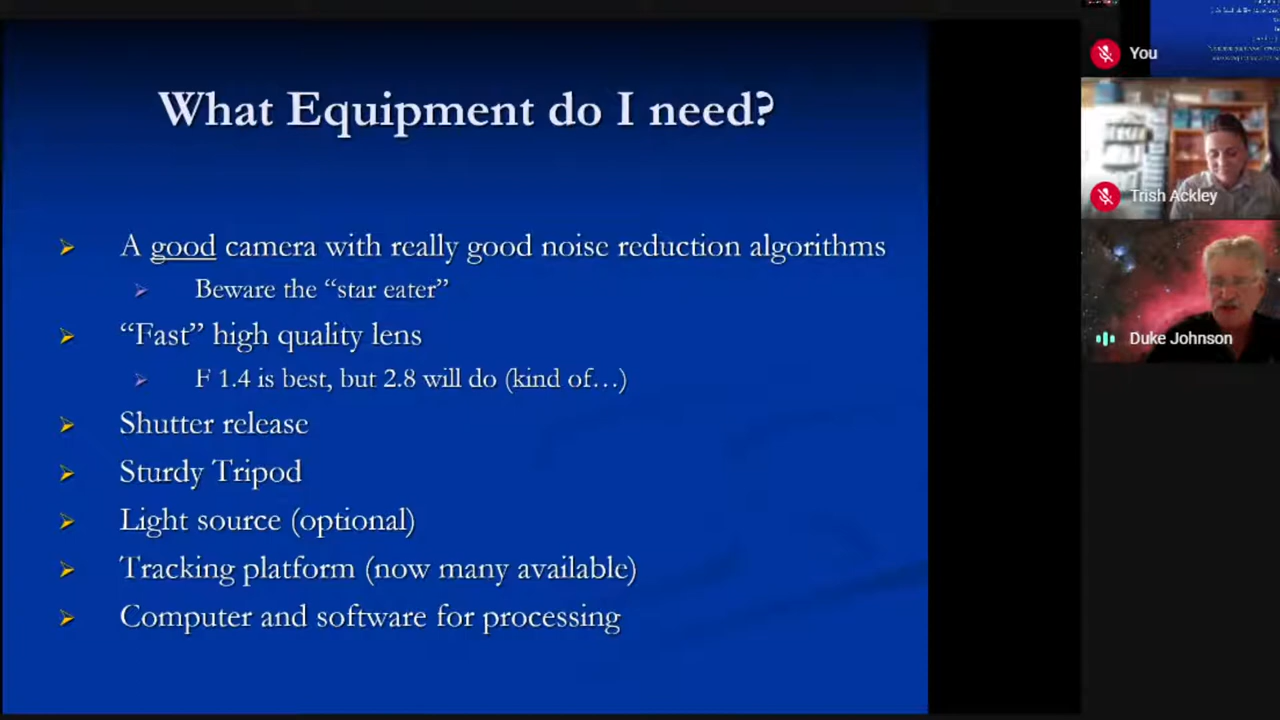 What Equipment do I need?
A good camera with really good noise reduction algorithms
Beware the “star eater”
“Fast” high quality lens
F 1.4 is best, but 2.8 will do (kind of…)
Shutter release
Sturdy Tripod
Light source (optional)
Tracking platform (now many available)
Computer and software for processing
You
Trish Ackley
Duke Johnson